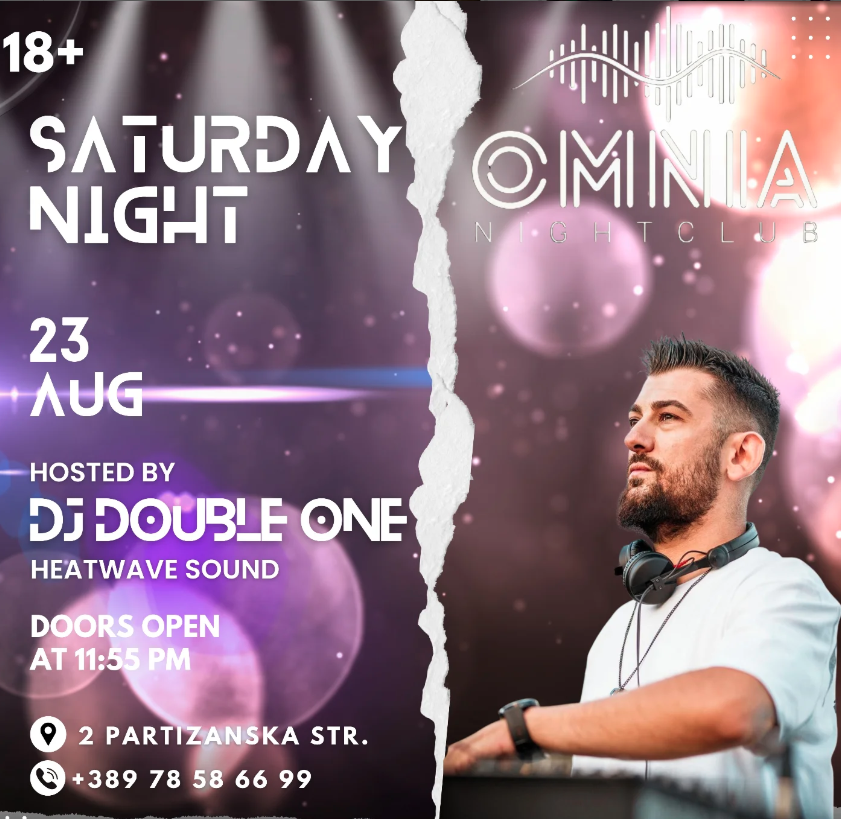 18+
SATURDAY
NIGHT
23
AUG
HOSTED BY
DJ DOUBLE ONE
HEATWAVE SOUND
DOORS OPEN
AT 11:55 PM
2 PARTIZANSKA STR.
+389 78 58 66 99
OMNIA
NIGHTCLUB